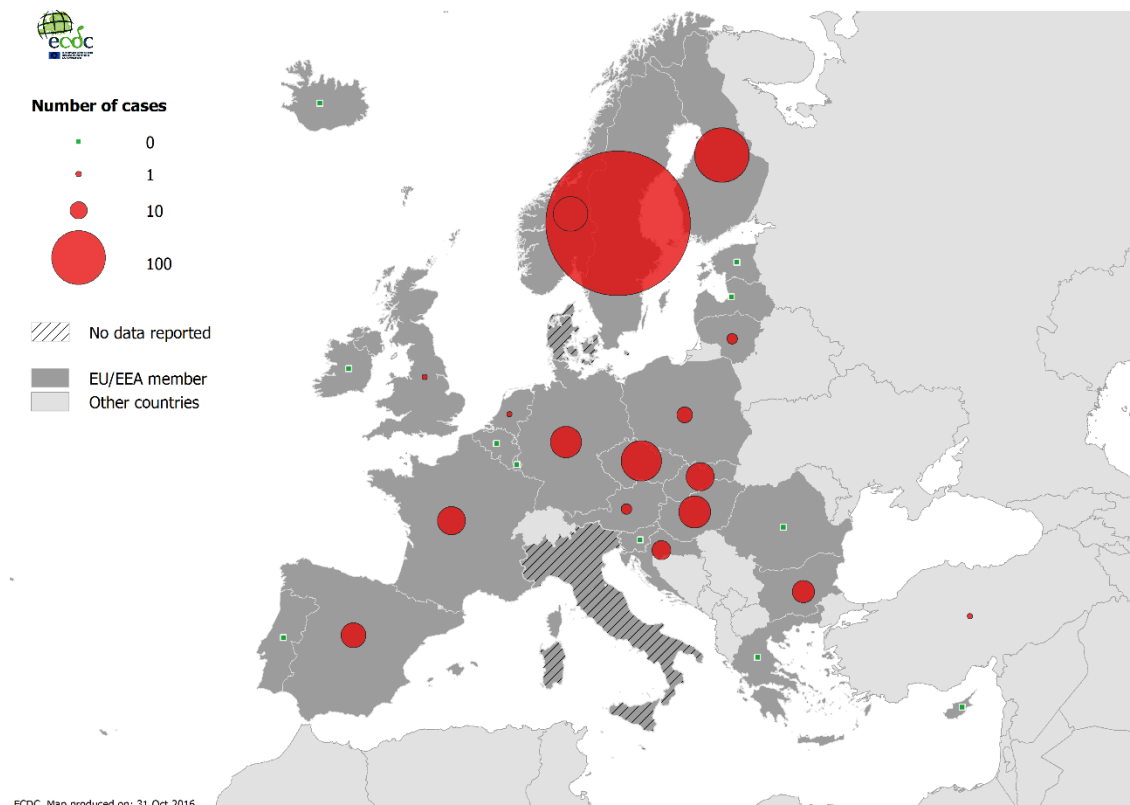 ecdc
Number of cases
0
1
10
100
No data reported
EU/EEA member
Other countries
ECDC. Map produced on: 31 Oct 2016